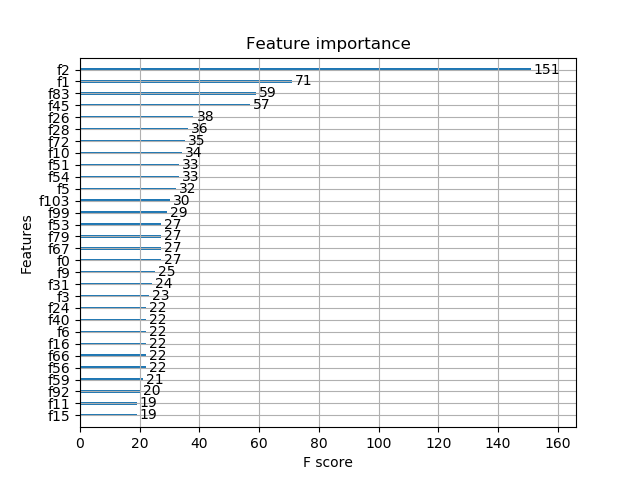 Feature importance
f2 151
f1 71
f83 59
f45 57
f26 38
f28 36
f72 35
f10 34
f51 33
f54 33
f5 32
f103 30
f99 29
f53 27
f79 27
f67 27
f0 27
f9 25
f31 24
f3 23
f24 22
f40 22
f6 22
f16 22
f66 22
f56 22
f59 21
f92 20
f11 19
f15 19
Features
0 20 40 60 80 100 120 140 160
F score